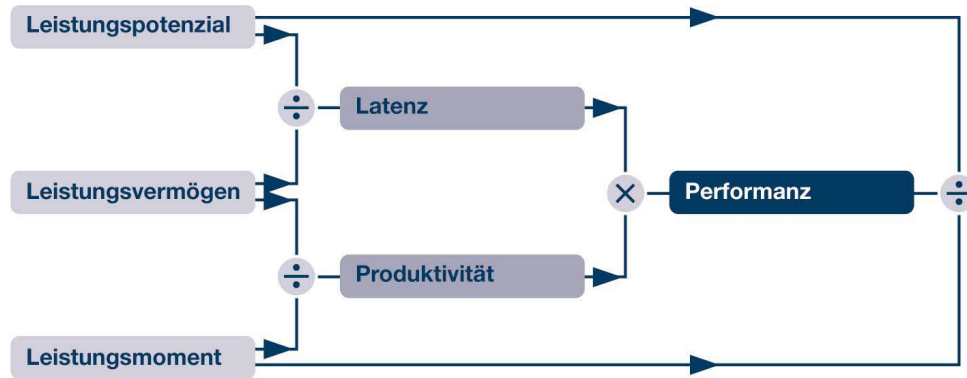 Leistungspotenzial
÷
Latenz
Leistungsvermögen
×
Performanz
÷
÷
Produktivität
Leistungsmoment